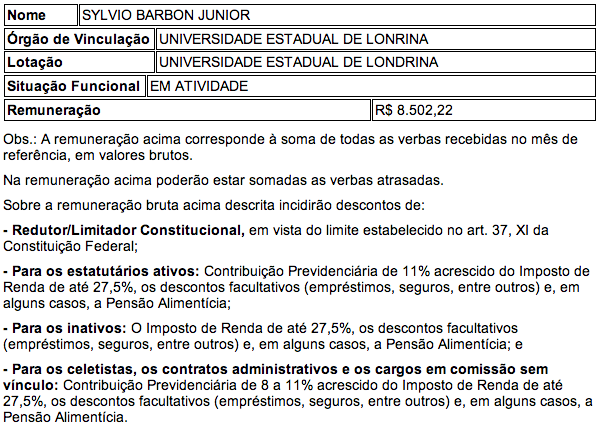 Nome SYLVIO BARBON JUNIOR
Órgão de Vinculação UNIVERSIDADE ESTADUAL DE LONRINA
Lotação UNIVERSIDADE ESTADUAL DE LONDRINA
Situação Funcional EM ATIVIDADE
Remuneração R$ 8.502,22
Obs.: A remuneração acima corresponde à soma de todas as verbas recebidas no mês de
referência, em valores brutos.
Na remuneração acima poderão estar somadas as verbas atrasadas.
Sobre a remuneração bruta acima descrita incidirão descontos de:
- Redutor/Limitador Constitucional, em vista do limite estabelecido no art. 37, XI da
Constituição Federal;
- Para os estatutários ativos: Contribuição Previdenciária de 11% acrescido do Imposto de
Renda de até 27,5%, os descontos facultativos (empréstimos, seguros, entre outros) e, em
alguns casos, a Pensão Alimentícia;
- Para os inativos: O Imposto de Renda de até 27,5%, os descontos facultativos
(empréstimos, seguros, entre outros) e, em alguns casos, a Pensão Alimentícia; e
- Para os celetistas, os contratos administrativos e os cargos em comissão sem
vínculo: Contribuição Previdenciária de 8 a 11% acrescido do Imposto de Renda de até
27,5%, os descontos facultativos (empréstimos, seguros, entre outros) e, em alguns casos, a
Pensão Alimentícia.